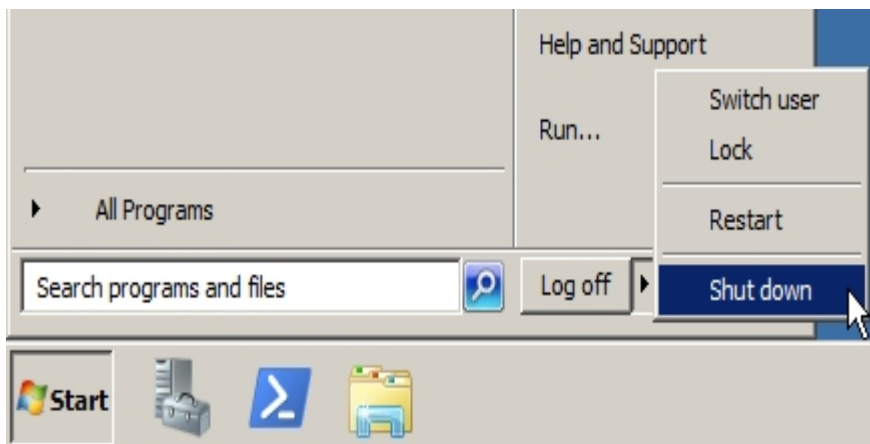 Help and Support
Switch user
Run...
Lock
All Programs
Restart
Search programs and files
Log off
Shut down
Start